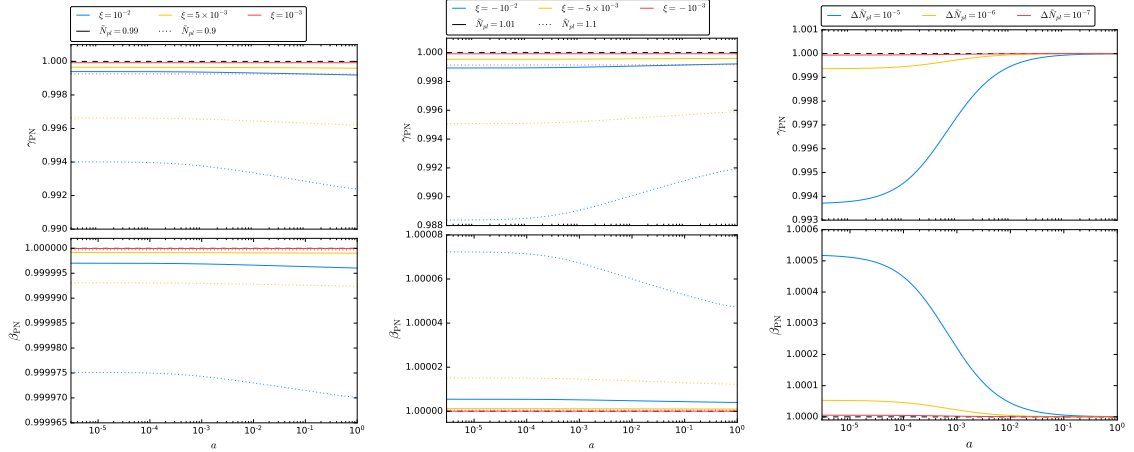 ξ = 10⁻² ξ = 5 × 10⁻³ ξ = 10⁻³
Ñ_pl = 0.99 Ñ_pl = 0.9
1.000
0.998
0.996
0.994
0.992
0.990
γ_PN
1.000000
0.999995
0.999990
0.999985
0.999980
0.999975
0.999970
0.999965
β_PN
10⁻⁵ 10⁻⁴ 10⁻³ 10⁻² 10⁻¹ 10⁰
a
ξ = −10⁻² ξ = −5 × 10⁻³ ξ = −10⁻³
Ñ_pl = 1.01 Ñ_pl = 1.1
1.000
0.998
0.996
0.994
0.992
0.990
0.988
γ_PN
1.00008
1.00006
1.00004
1.00002
1.00000
β_PN
10⁻⁵ 10⁻⁴ 10⁻³ 10⁻² 10⁻¹ 10⁰
a
ΔÑ_pl = 10⁻⁵ ΔÑ_pl = 10⁻⁶ ΔÑ_pl = 10⁻⁷
1.001
1.000
0.999
0.998
0.997
0.996
0.995
0.994
0.993
γ_PN
1.0005
1.0004
1.0003
1.0002
1.0001
1.0000
β_PN
10⁻⁵ 10⁻⁴ 10⁻³ 10⁻² 10⁻¹ 10⁰
a